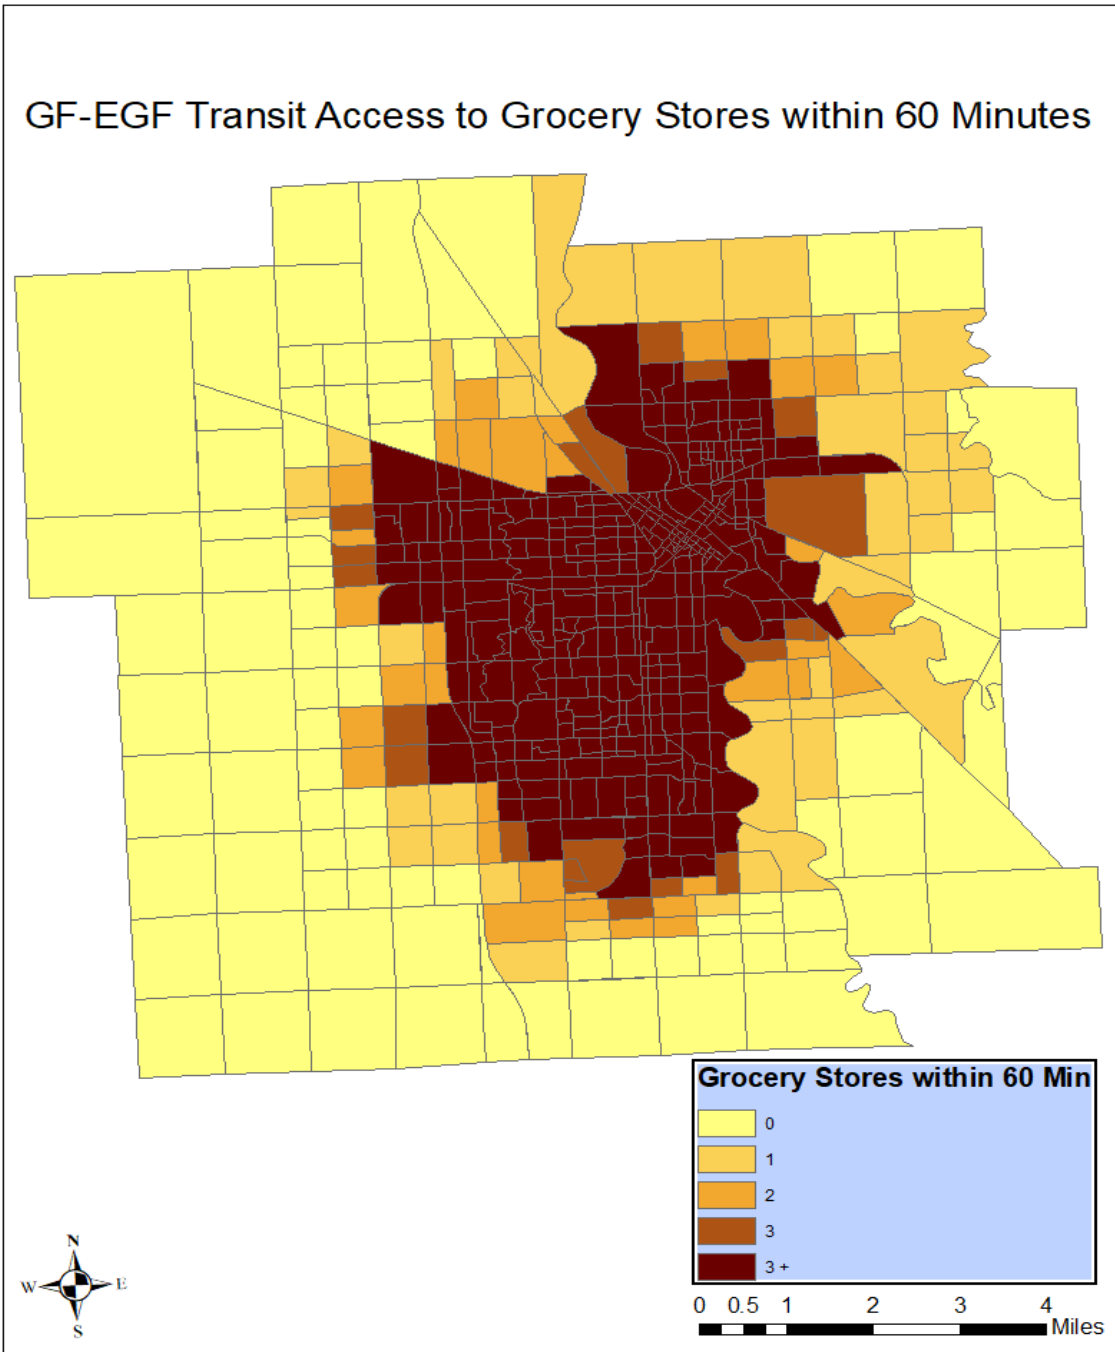 GF-EGF Transit Access to Grocery Stores within 60 Minutes
Grocery Stores within 60 Min
0
1
2
3
3 +
N
W E
S
0 0.5 1 2 3 4
Miles